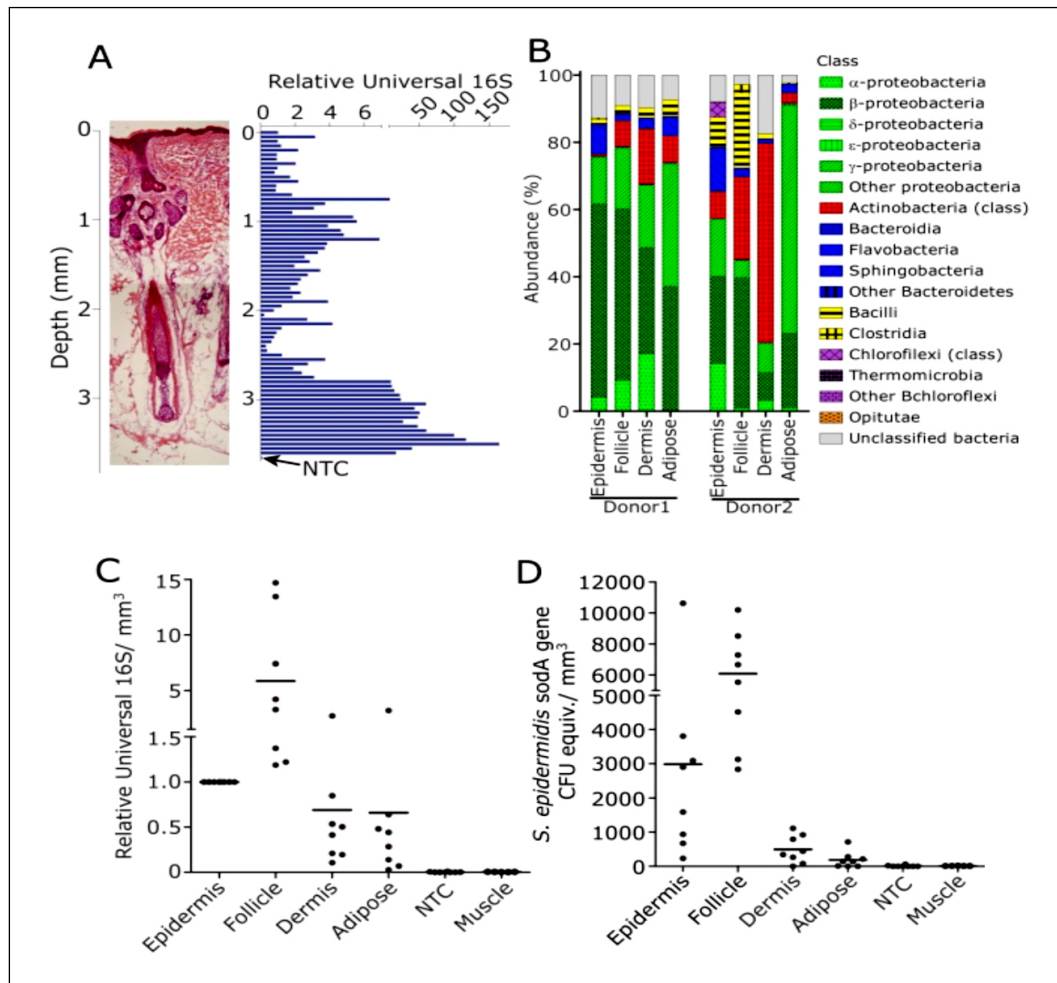 A
Relative Universal 16S
0 2 4 6 50 100 150
Depth (mm)
0
1
2
3
0
1
2
3
NTC
B
Abundance (%)
100
80
60
40
20
0
Epidermis
Follicle
Dermis
Adipose
Epidermis
Follicle
Dermis
Adipose
Donor1 Donor2
Class
α-proteobacteria
β-proteobacteria
δ-proteobacteria
ε-proteobacteria
γ-proteobacteria
Other proteobacteria
Actinobacteria (class)
Bacteroidia
Flavobacteria
Sphingobacteria
Other Bacteroidetes
Bacilli
Clostridia
Chlorofilexi (class)
Thermomicrobia
Other Bchloroflexi
Opitutae
Unclassified bacteria
C
Relative Universal 16S/ mm³
15
10
5
1.5
1.0
0.5
0
Epidermis
Follicle
Dermis
Adipose
NTC
Muscle
D
S. epidermidis sodA gene
CFU equiv./ mm³
12000
10000
8000
6000
5000
4000
3000
2000
1000
0
Epidermis
Follicle
Dermis
Adipose
NTC
Muscle